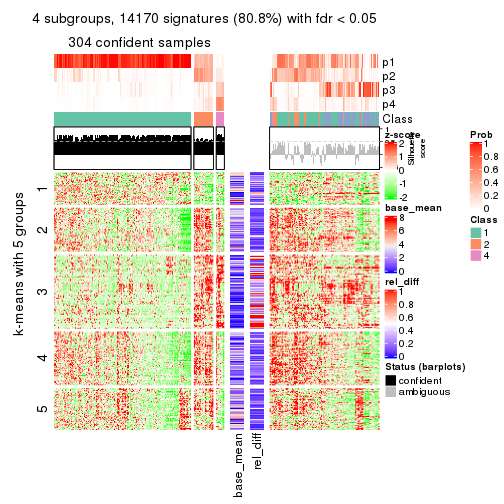 4 subgroups, 14170 signatures (80.8%) with fdr < 0.05
304 confident samples
p1
p2
p3
p4
Class
1
Silhouette
score
k-means with 5 groups
1
2
3
4
5
base_mean
rel_diff
z-score
2
1
0
-1
-2
base_mean
8
6
4
2
0
rel_diff
1
0.8
0.6
0.4
0.2
0
Status (barplots)
confident
ambiguous
Prob
1
0.8
0.6
0.4
0.2
0
Class
1
2
4